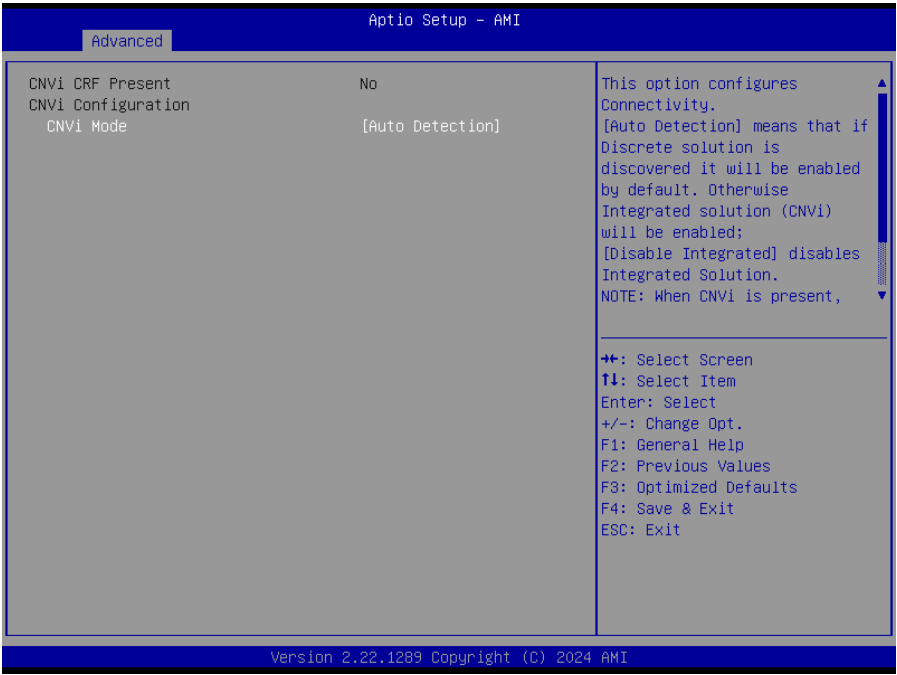 Aptio Setup – AMI
Advanced
CNVi CRF Present No
CNVi Configuration
CNVi Mode [Auto Detection]
This option configures
Connectivity.
[Auto Detection] means that if
Discrete solution is
discovered it will be enabled
by default. Otherwise
Integrated solution (CNVi)
will be enabled;
[Disable Integrated] disables
Integrated Solution.
NOTE: When CNVi is present,
→←: Select Screen
↑↓: Select Item
Enter: Select
+/-: Change Opt.
F1: General Help
F2: Previous Values
F3: Optimized Defaults
F4: Save & Exit
ESC: Exit
Version 2.22.1289 Copyright (C) 2024 AMI